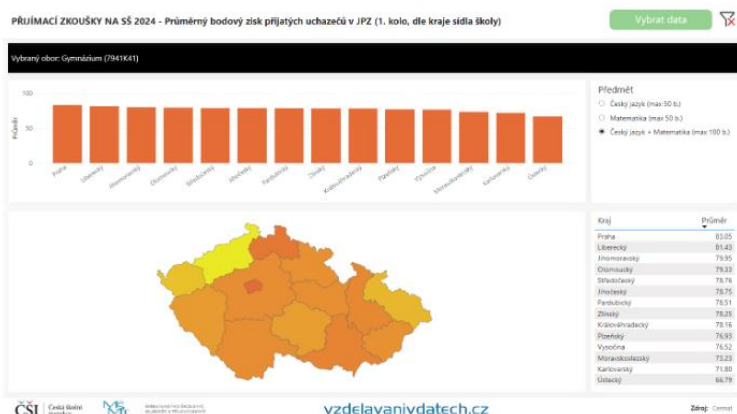 PŘIJÍMACÍ ZKOUŠKY NA SŠ 2024 - Průměrný bodový zisk přijatých uchazečů v JPZ (1. kolo, dle kraje sídla školy)
Vybrat data
Vybraný obor: Gymnázium (7941K41)
Průměr
100
50
0
Praha
Liberecký
Jihomoravský
Olomoucký
Středočeský
Jihočeský
Pardubický
Zlínský
Královéhradecký
Plzeňský
Vysočina
Moravskoslezský
Karlovarský
Ústecký
Předmět
Český jazyk (max 50 b.)
Matematika (max 50 b.)
Český jazyk + Matematika (max 100 b.)
Kraj Průměr
Praha 83.05
Liberecký 81.43
Jihomoravský 79.95
Olomoucký 79.33
Středočeský 78.76
Jihočeský 78.75
Pardubický 78.51
Zlínský 78.25
Královéhradecký 78.16
Plzeňský 76.93
Vysočina 76.52
Moravskoslezský 73.23
Karlovarský 71.80
Ústecký 66.79
ČŠI Česká školní
vzdelavanivdatech.cz
Zdroj: Cermat